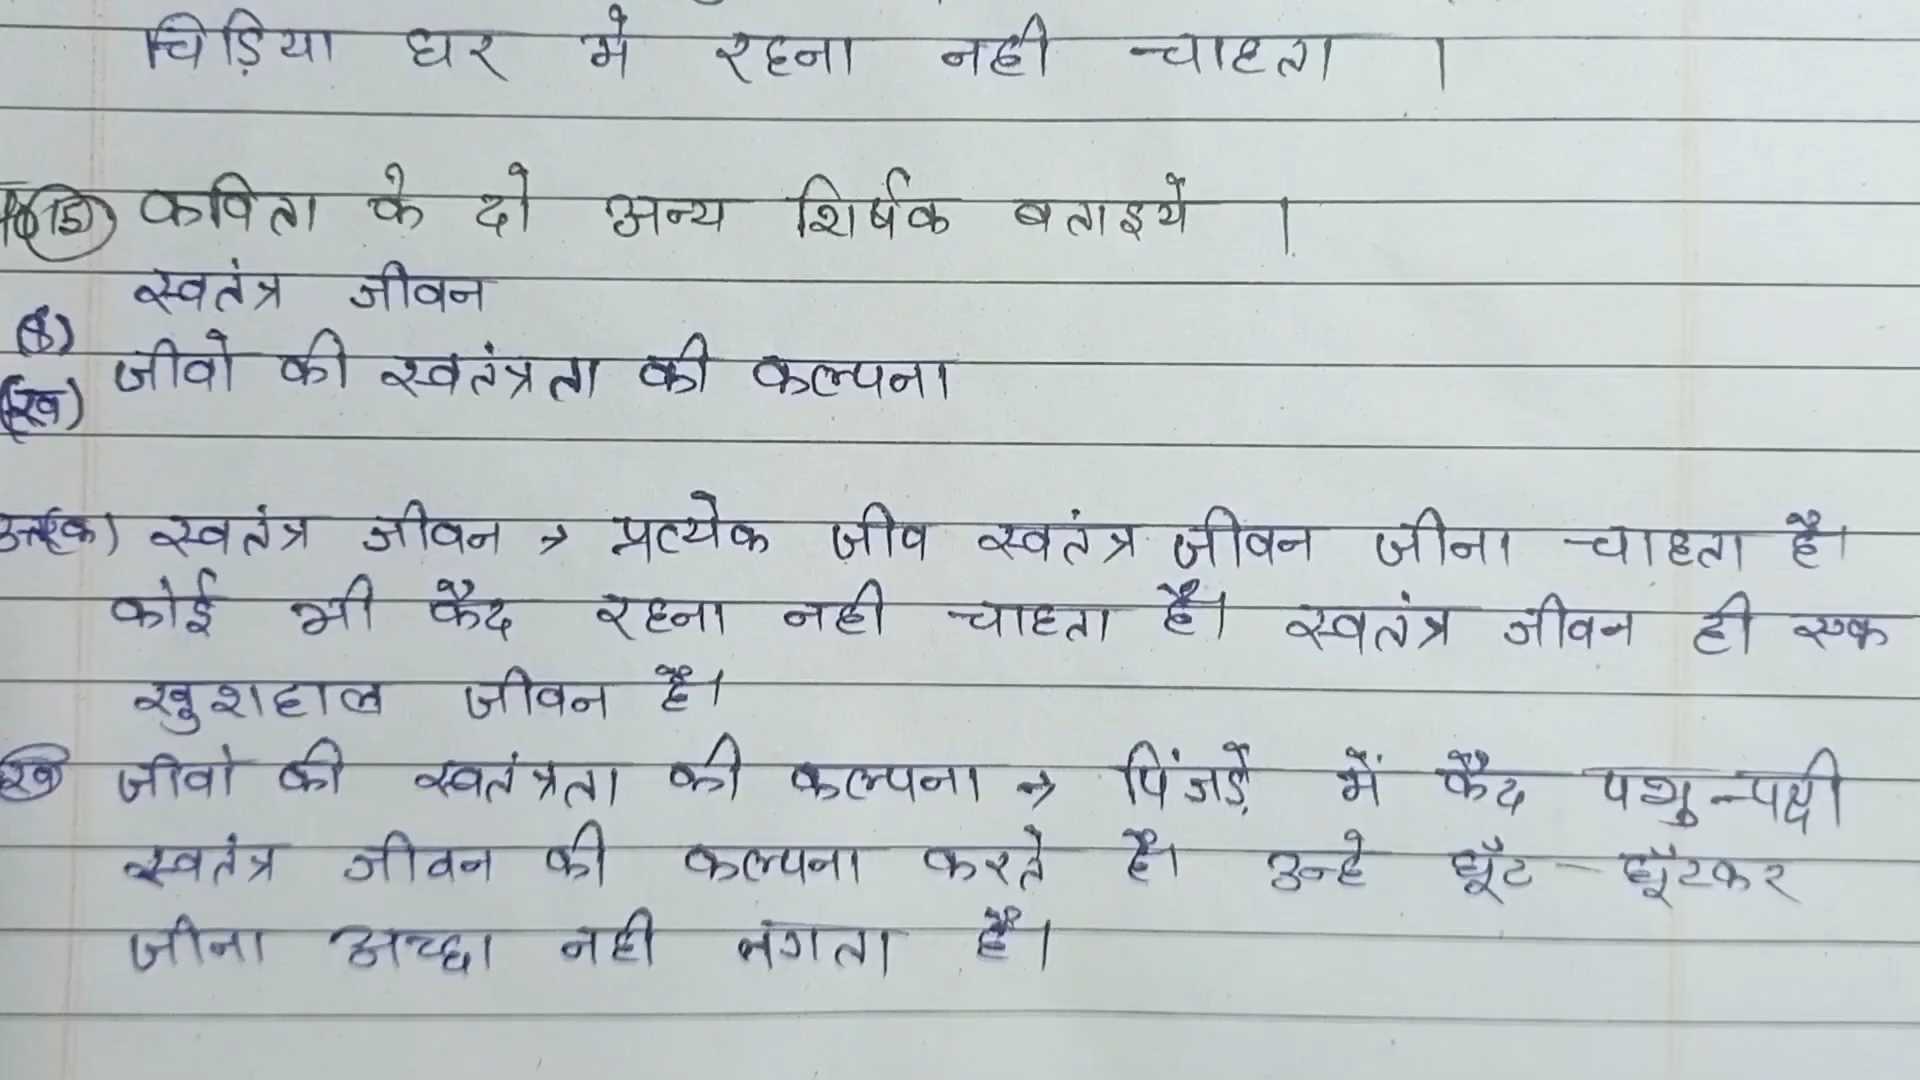 चिड़िया घर में रहना नही चाहता ।
कविता के दो अन्य शिर्षक बताइये ।
स्वतंत्र जीवन
जीवो की स्वतंत्रता की कल्पना
(ख)
क) स्वतंत्र जीवन → प्रत्येक जीव स्वतंत्र जीवन जीना चाहता है।
कोई भी कैद रहना नही चाहता है। स्वतंत्र जीवन ही एक
खुशहाल जीवन है।
ख जीवो की स्वतंत्रता की कल्पना → पिंजड़े में कैद पशु-पक्षी
स्वतंत्र जीवन की कल्पना करते है। उन्हे घूँट-घूँटकर
जीना अच्छा नही लगता है।